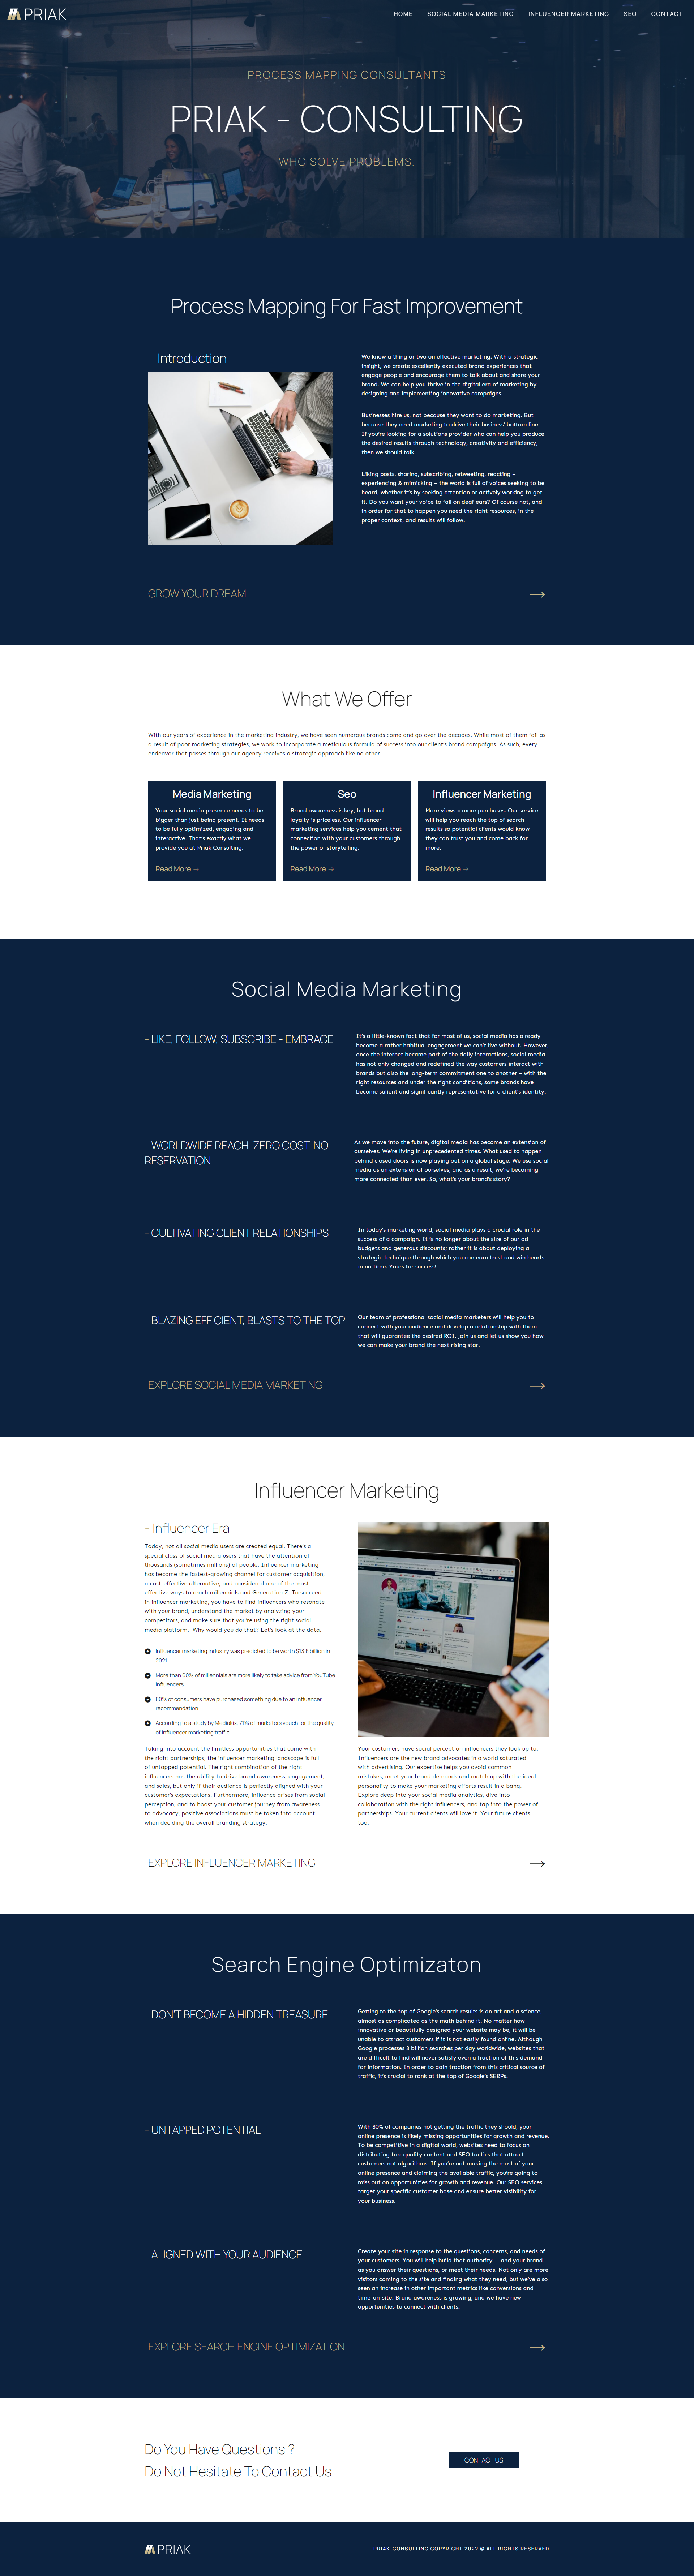 PRIAK
HOME
SOCIAL MEDIA MARKETING
INFLUENCER MARKETING
SEO
CONTACT
PROCESS MAPPING CONSULTANTS
PRIAK - CONSULTING
WHO SOLVE PROBLEMS.
Process Mapping For Fast Improvement
– Introduction
We know a thing or two on effective marketing. With a strategic
insight, we create excellently executed brand experiences that
engage people and encourage them to talk about and share your
brand. We can help you thrive in the digital era of marketing by
designing and implementing innovative campaigns.
Businesses hire us, not because they want to do marketing. But
because they need marketing to drive their business' bottom line.
If you're looking for a solutions provider who can help you produce
the desired results through technology, creativity and efficiency,
then we should talk.
Liking posts, sharing, subscribing, retweeting, reacting –
experiencing & mimicking – the world is full of voices seeking to be
heard, whether it's by seeking attention or actively working to get
it. Do you want your voice to fall on deaf ears? Of course not, and
in order for that to happen you need the right resources, in the
proper context, and results will follow.
GROW YOUR DREAM →
What We Offer
With our years of experience in the marketing industry, we have seen numerous brands come and go over the decades. While most of them fall as
a result of poor marketing strategies, we work to incorporate a meticulous formula of success into our client's brand campaigns. As such, every
endeavor that passes through our agency receives a strategic approach like no other.
Media Marketing
Your social media presence needs to be
bigger than just being present. It needs
to be fully optimized, engaging and
interactive. That's exactly what we
provide you at Priak Consulting.
Read More →
Seo
Brand awareness is key, but brand
loyalty is priceless. Our influencer
marketing services help you cement that
connection with your customers through
the power of storytelling.
Read More →
Influencer Marketing
More views = more purchases. Our service
will help you reach the top of search
results so potential clients would know
they can trust you and come back for
more.
Read More →
Social Media Marketing
- LIKE, FOLLOW, SUBSCRIBE - EMBRACE
It's a little-known fact that for most of us, social media has already
become a rather habitual engagement we can't live without. However,
once the internet became part of the daily interactions, social media
has not only changed and redefined the way customers interact with
brands but also the long-term commitment one to another – with the
right resources and under the right conditions, some brands have
become salient and significantly representative for a client's identity.
- WORLDWIDE REACH. ZERO COST. NO
RESERVATION.
As we move into the future, digital media has become an extension of
ourselves. We're living in unprecedented times. What used to happen
behind closed doors is now playing out on a global stage. We use social
media as an extension of ourselves, and as a result, we're becoming
more connected than ever. So, what's your brand's story?
- CULTIVATING CLIENT RELATIONSHIPS
In today's marketing world, social media plays a crucial role in the
success of a campaign. It is no longer about the size of our ad
budgets and generous discounts; rather it is about deploying a
strategic technique through which you can earn trust and win hearts
in no time. Yours for success!
- BLAZING EFFICIENT, BLASTS TO THE TOP
Our team of professional social media marketers will help you to
connect with your audience and develop a relationship with them
that will guarantee the desired ROI. Join us and let us show you how
we can make your brand the next rising star.
EXPLORE SOCIAL MEDIA MARKETING →
Influencer Marketing
- Influencer Era
Today, not all social media users are created equal. There's a
special class of social media users that have the attention of
thousands (sometimes millions) of people. Influencer marketing
has become the fastest-growing channel for customer acquisition,
a cost-effective alternative, and considered one of the most
effective ways to reach millennials and Generation Z. To succeed
in influencer marketing, you have to find influencers who resonate
with your brand, understand the market by analyzing your
competitors, and make sure that you're using the right social
media platform.  Why would you do that? Let's look at the data.
Influencer marketing industry was predicted to be worth $13.8 billion in
2021
More than 60% of millennials are more likely to take advice from YouTube
influencers
80% of consumers have purchased something due to an influencer
recommendation
According to a study by Mediakix, 71% of marketers vouch for the quality
of influencer marketing traffic
Taking into account the limitless opportunities that come with
the right partnerships, the influencer marketing landscape is full
of untapped potential. The right combination of the right
influencers has the ability to drive brand awareness, engagement,
and sales, but only if their audience is perfectly aligned with your
customer's expectations. Furthermore, influence arises from social
perception, and to boost your customer journey from awareness
to advocacy, positive associations must be taken into account
when deciding the overall branding strategy.
Your customers have social perception influencers they look up to.
Influencers are the new brand advocates in a world saturated
with advertising. Our expertise helps you avoid common
mistakes, meet your brand demands and match up with the ideal
personality to make your marketing efforts result in a bang.
Explore deep into your social media analytics, dive into
collaboration with the right influencers, and tap into the power of
partnerships. Your current clients will love it. Your future clients
too.
EXPLORE INFLUENCER MARKETING →
Search Engine Optimizaton
- DON'T BECOME A HIDDEN TREASURE
Getting to the top of Google's search results is an art and a science,
almost as complicated as the math behind it. No matter how
innovative or beautifully designed your website may be, it will be
unable to attract customers if it is not easily found online. Although
Google processes 3 billion searches per day worldwide, websites that
are difficult to find will never satisfy even a fraction of this demand
for information. In order to gain traction from this critical source of
traffic, it's crucial to rank at the top of Google's SERPs.
- UNTAPPED POTENTIAL
With 80% of companies not getting the traffic they should, your
online presence is likely missing opportunities for growth and revenue.
To be competitive in a digital world, websites need to focus on
distributing top-quality content and SEO tactics that attract
customers not algorithms. If you're not making the most of your
online presence and claiming the available traffic, you're going to
miss out on opportunities for growth and revenue. Our SEO services
target your specific customer base and ensure better visibility for
your business.
- ALIGNED WITH YOUR AUDIENCE
Create your site in response to the questions, concerns, and needs of
your customers. You will help build that authority — and your brand —
as you answer their questions, or meet their needs. Not only are more
visitors coming to the site and finding what they need, but we've also
seen an increase in other important metrics like conversions and
time-on-site. Brand awareness is growing, and we have new
opportunities to connect with clients.
EXPLORE SEARCH ENGINE OPTIMIZATION →
Do You Have Questions ?
Do Not Hesitate To Contact Us
CONTACT US
PRIAK
PRIAK-CONSULTING COPYRIGHT 2022 © ALL RIGHTS RESERVED